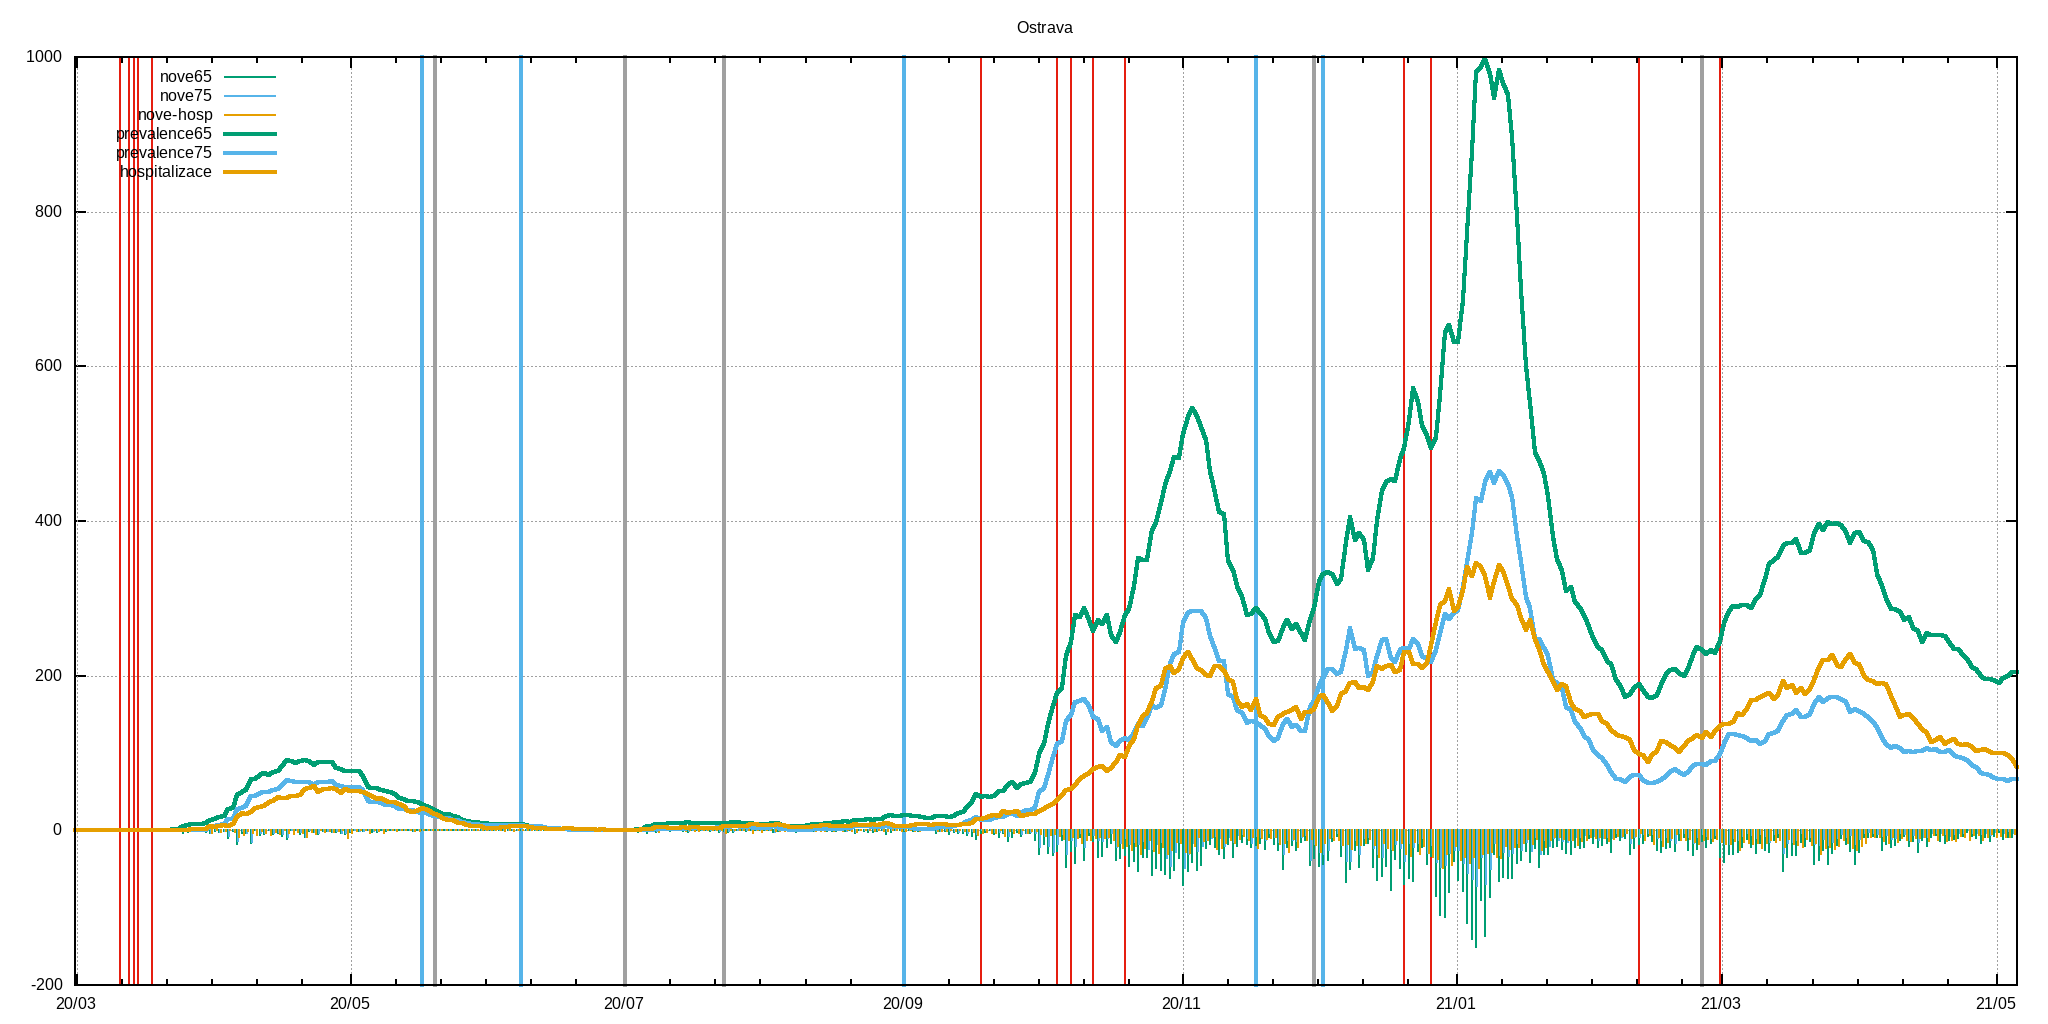 Ostrava
1000
nove65
nove75
nove-hosp
prevalence65
prevalence75
hospitalizace
800
600
400
200
0
-200
20/03 20/05 20/07 20/09 20/11 21/01 21/03 21/05